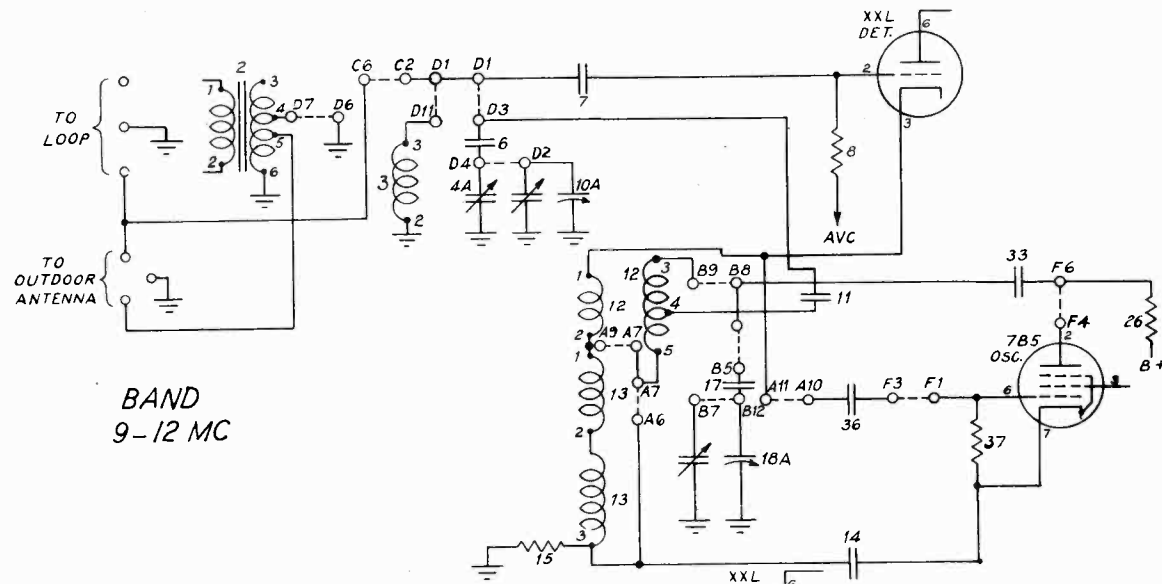 XXL
DET.
6
2
3
8
AVC
TO
LOOP
1
2
2
3
4
5
6
D7
D6
C6
C2
D1
D1
7
D11
D3
6
3
3
2
D4
D2
4A
10A
TO
OUTDOOR
ANTENNA
BAND
9-12 MC
1
12
2
12
3
4
5
B9
B8
11
33
F6
F4
26
B+
A9
A7
1
13
2
A7
A6
B5
17
B7
B12
A11
A10
36
F3
F1
18A
7B5
OSC.
2
6
7
37
13
3
15
14
XXL
6